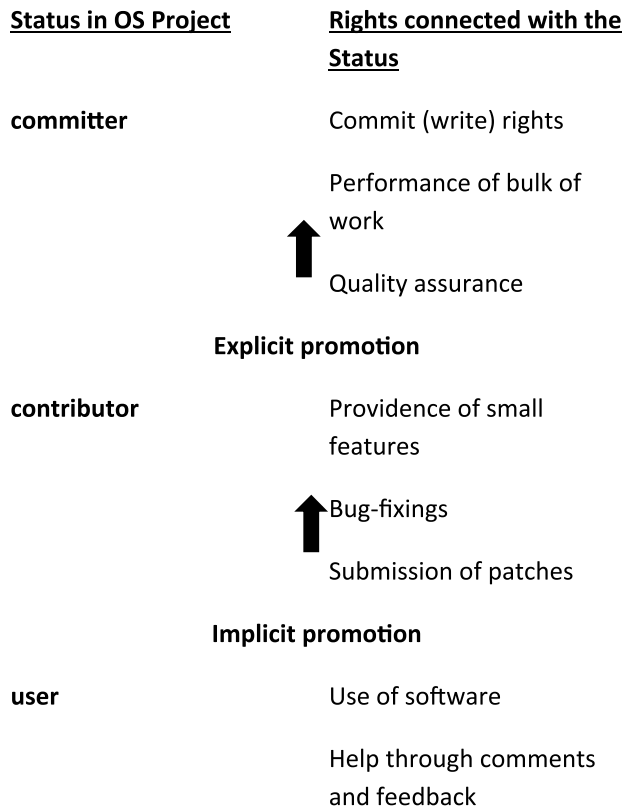 Status in OS Project
Rights connected with the
Status
committer
Commit (write) rights
Performance of bulk of
work
Quality assurance
Explicit promotion
contributor
Providence of small
features
Bug-fixings
Submission of patches
Implicit promotion
user
Use of software
Help through comments
and feedback